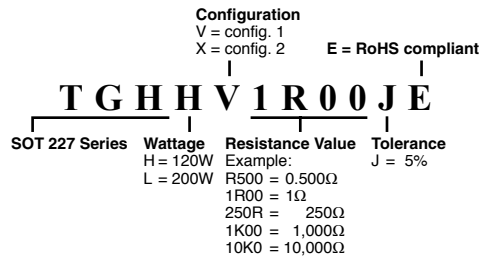 Configuration
V = config. 1
X = config. 2
E = RoHS compliant
T G H H V 1 R 0 0 J E
SOT 227 Series
Wattage
H = 120W
L = 200W
Resistance Value
Example:
R500 = 0.500Ω
1R00 = 1Ω
250R = 250Ω
1K00 = 1,000Ω
10K0 = 10,000Ω
Tolerance
J = 5%